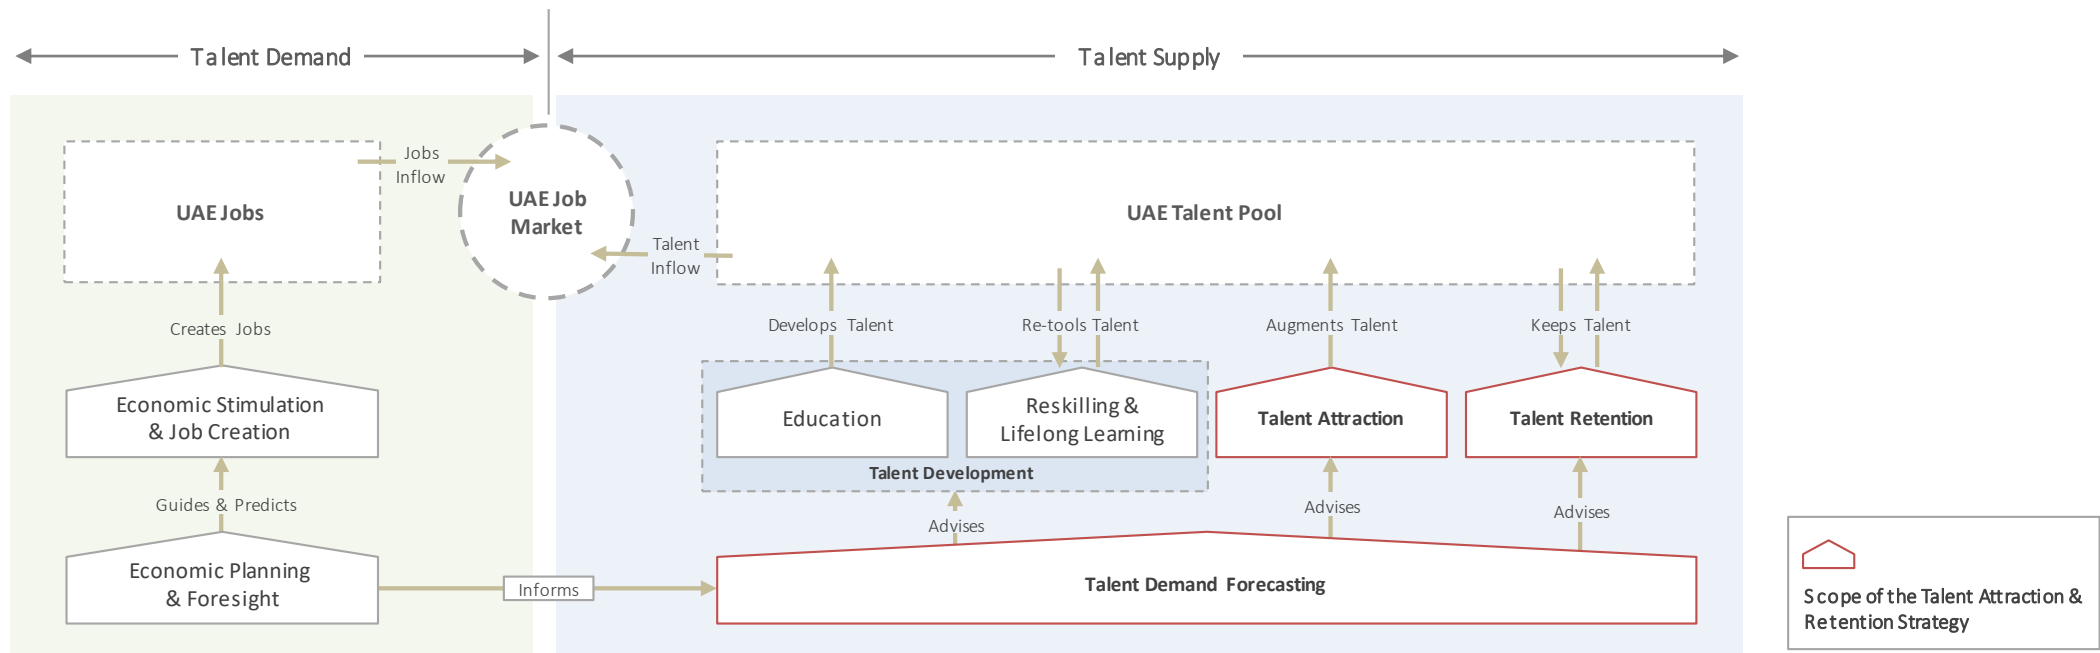 Talent Demand
Talent Supply
Jobs
Inflow
UAE Jobs
UAE Job
Market
UAE Talent Pool
Talent
Inflow
Creates Jobs
Develops Talent
Re-tools Talent
Augments Talent
Keeps Talent
Economic Stimulation
& Job Creation
Education
Reskilling &
Lifelong Learning
Talent Attraction
Talent Retention
Talent Development
Guides & Predicts
Advises
Advises
Advises
Economic Planning
& Foresight
Informs
Talent Demand Forecasting
Scope of the Talent Attraction &
Retention Strategy